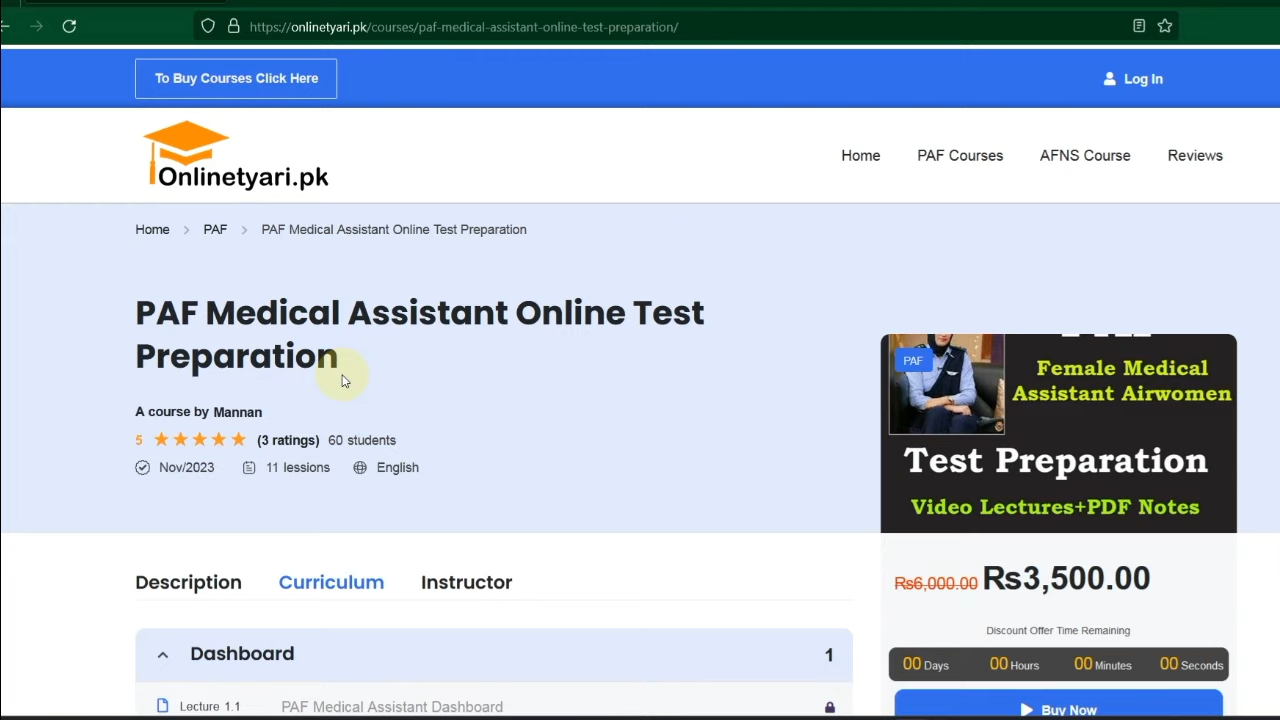 https://onlinetyari.pk/courses/paf-medical-assistant-online-test-preparation/
To Buy Courses Click Here
Log In
Onlinetyari.pk
Home PAF Courses AFNS Course Reviews
Home > PAF > PAF Medical Assistant Online Test Preparation
PAF Medical Assistant Online Test
Preparation
A course by Mannan
5 (3 ratings) 60 students
Nov/2023 11 lessions English
PAF
Female Medical
Assistant Airwomen
Test Preparation
Video Lectures+PDF Notes
₨6,000.00 ₨3,500.00
Discount Offer Time Remaining
00 Days 00 Hours 00 Minutes 00 Seconds
Buy Now
Description Curriculum Instructor
Dashboard 1
Lecture 1.1 PAF Medical Assistant Dashboard